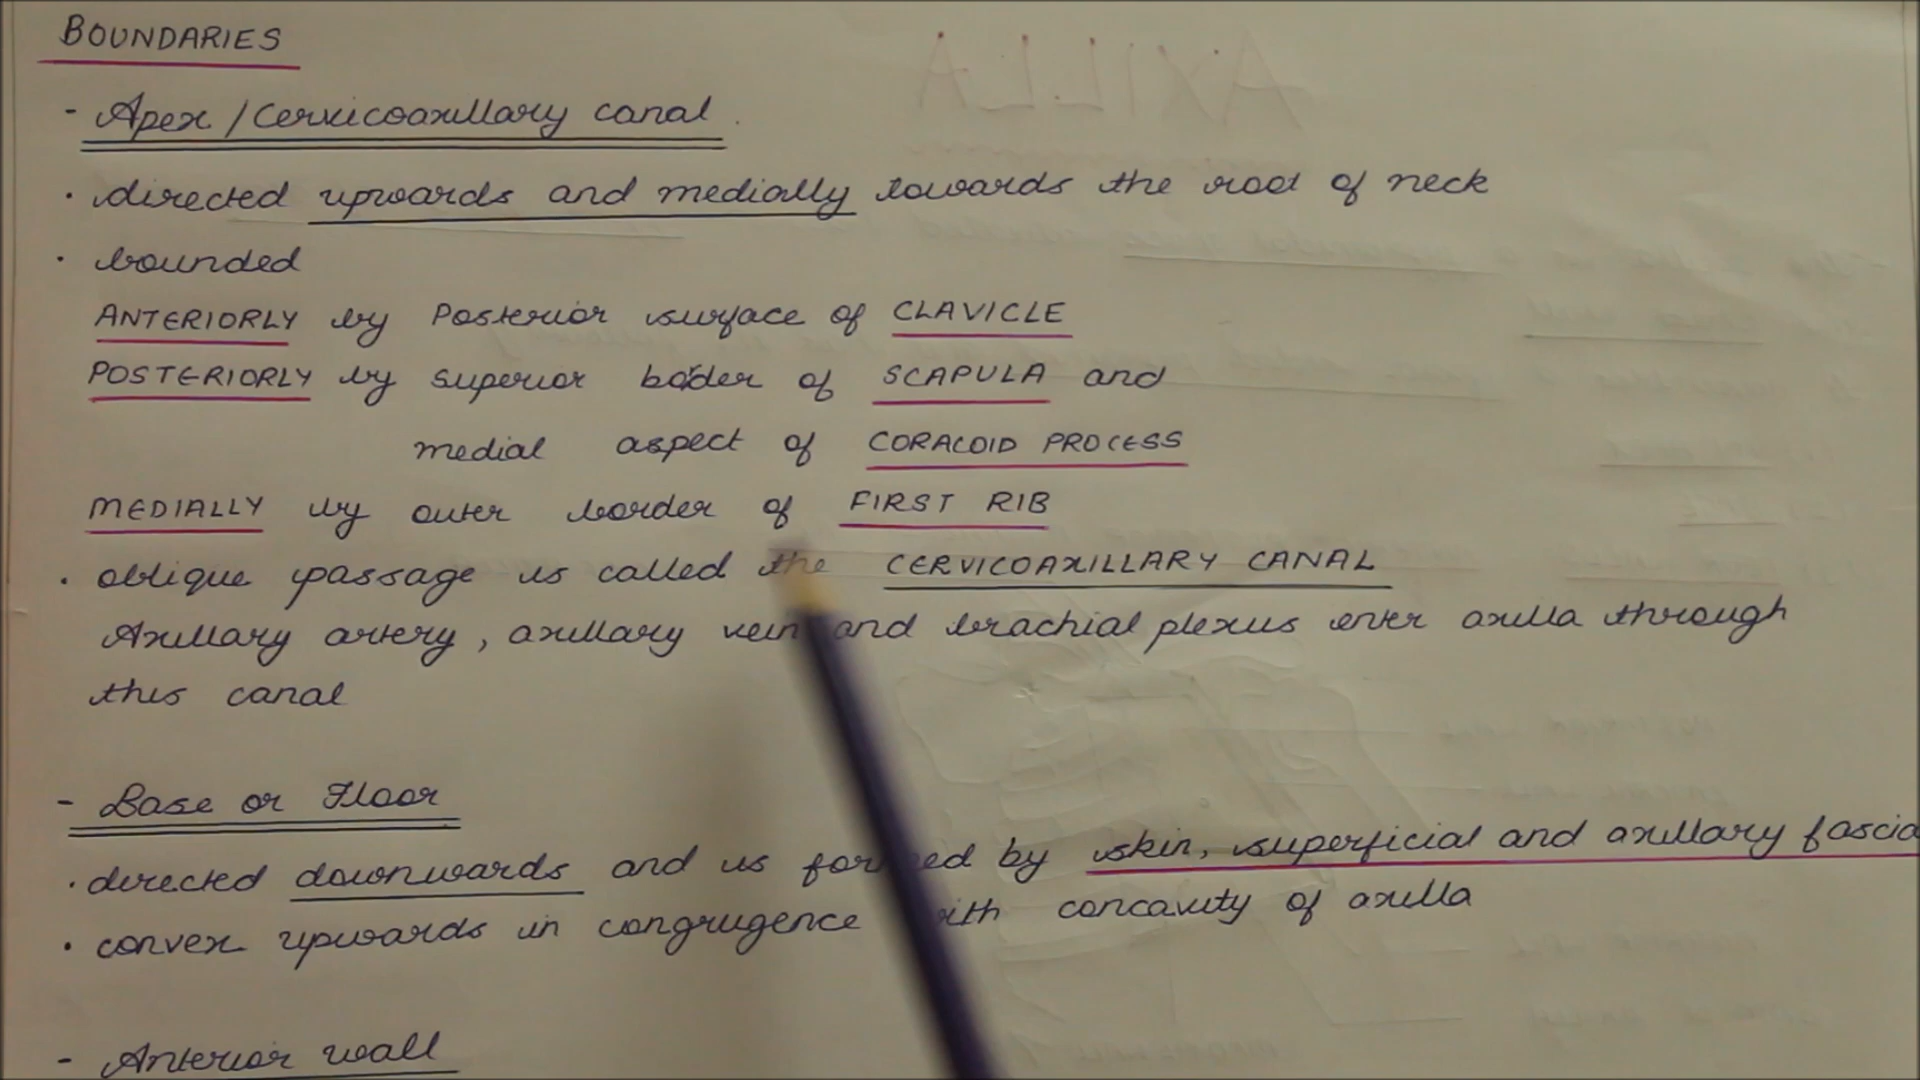 BOUNDARIES
- Apex / Cervicoaxillary canal
· directed upwards and medially towards the root of neck
· bounded
ANTERIORLY by Posterior surface of CLAVICLE
POSTERIORLY by superior boder of SCAPULA and
medial aspect of CORACOID PROCESS
MEDIALLY by outer border of FIRST RIB
· oblique passage is called the CERVICOAXILLARY CANAL
Axillary artery, axillary vein and brachial plexus enter axilla through
this canal
- Base or Floor
· directed downwards and is formed by skin, superficial and axillary fascia
· convex upwards in congrugence with concavity of axilla
- Anterior wall
AXILLA